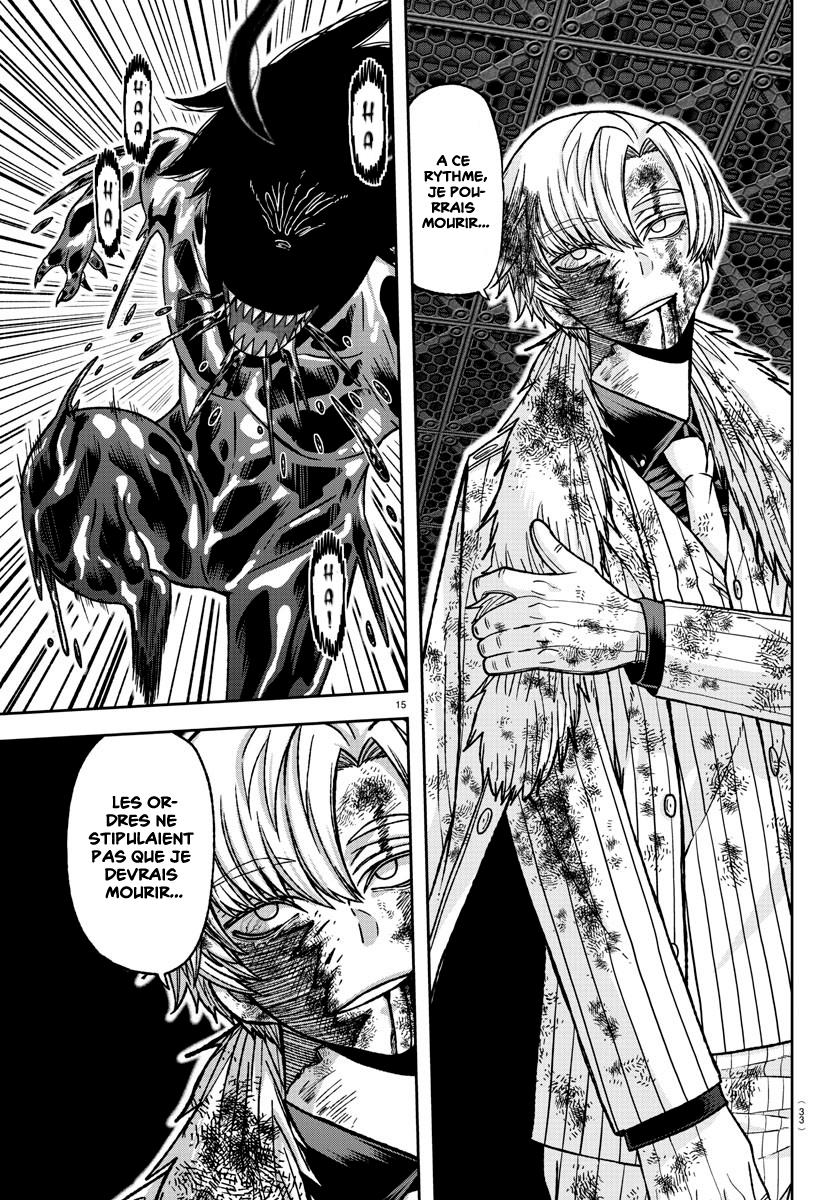 A CE
RYTHME,
JE POU-
RRAIS
MOURIR...
HA
HA
HA
HA!
15
LES OR-
DRES NE
STIPULAIENT
PAS QUE JE
DEVRAIS
MOURIR...
(33)